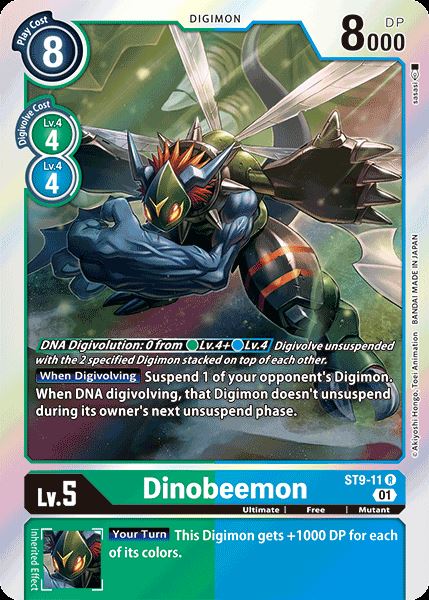 DIGIMON
Play Cost
8
DP
8000
Digivolve Cost
Lv.4
4
Lv.4
4
sasasi
©Akiyoshi Hongo, Toei Animation BANDAI MADE IN JAPAN
DNA Digivolution: 0 from Lv.4+ Lv.4 Digivolve unsuspended
with the 2 specified Digimon stacked on top of each other.
When Digivolving Suspend 1 of your opponent's Digimon.
When DNA digivolving, that Digimon doesn't unsuspend
during its owner's next unsuspend phase.
Lv.5
Dinobeemon
ST9-11 R
01
Ultimate | Free | Mutant
Inherited Effect
Your Turn This Digimon gets +1000 DP for each
of its colors.